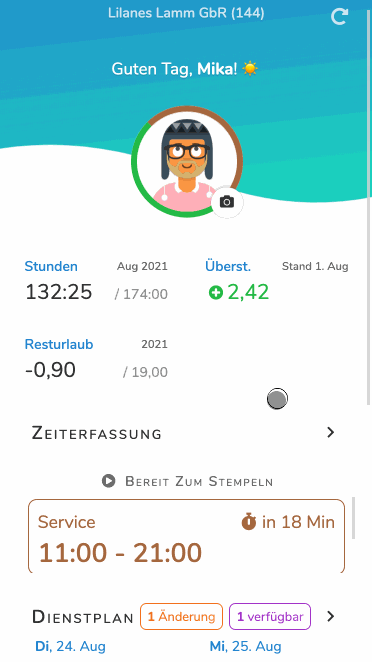 Lilanes Lamm GbR (144)
Guten Tag, Mika! ☀️
Stunden Aug 2021 Überst. Stand 1. Aug
132:25 / 174:00 2,42
Resturlaub 2021
-0,90 / 19,00
Zeiterfassung
Bereit Zum Stempeln
Service in 18 Min
11:00 - 21:00
Dienstplan 1 Änderung 1 verfügbar
Di, 24. Aug Mi, 25. Aug